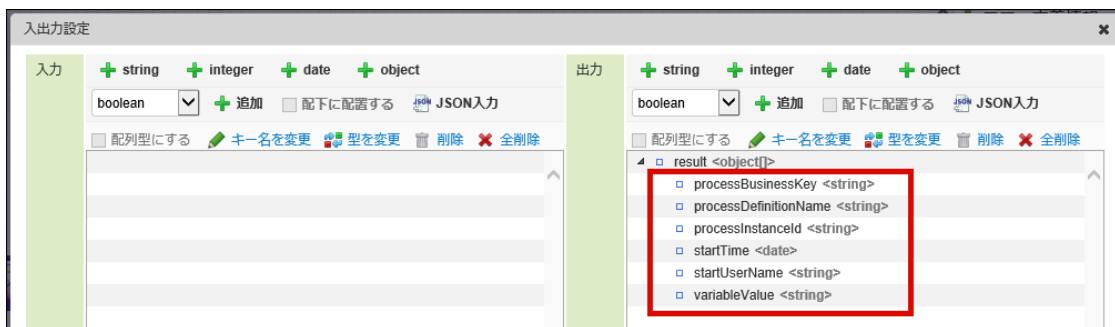 入出力設定
入力
string integer date object
boolean 追加 配下に配置する JSON JSON入力
配列型にする キー名を変更 型を変更 削除 全削除
出力
string integer date object
boolean 追加 配下に配置する JSON JSON入力
配列型にする キー名を変更 型を変更 削除 全削除
result <object[]>
processBusinessKey <string>
processDefinitionName <string>
processInstanceId <string>
startTime <date>
startUserName <string>
variableValue <string>